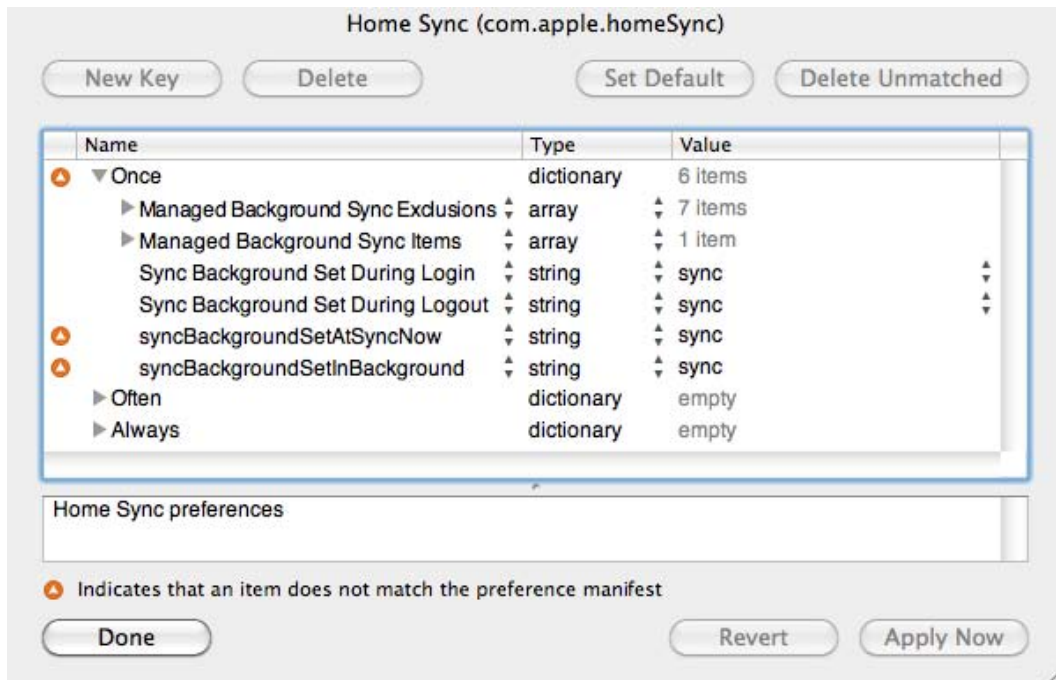 Home Sync (com.apple.homeSync)
New Key Delete Set Default Delete Unmatched
Name Type Value
Once dictionary 6 items
Managed Background Sync Exclusions array 7 items
Managed Background Sync Items array 1 item
Sync Background Set During Login string sync
Sync Background Set During Logout string sync
syncBackgroundSetAtSyncNow string sync
syncBackgroundSetInBackground string sync
Often dictionary empty
Always dictionary empty
Home Sync preferences
Indicates that an item does not match the preference manifest
Done Revert Apply Now